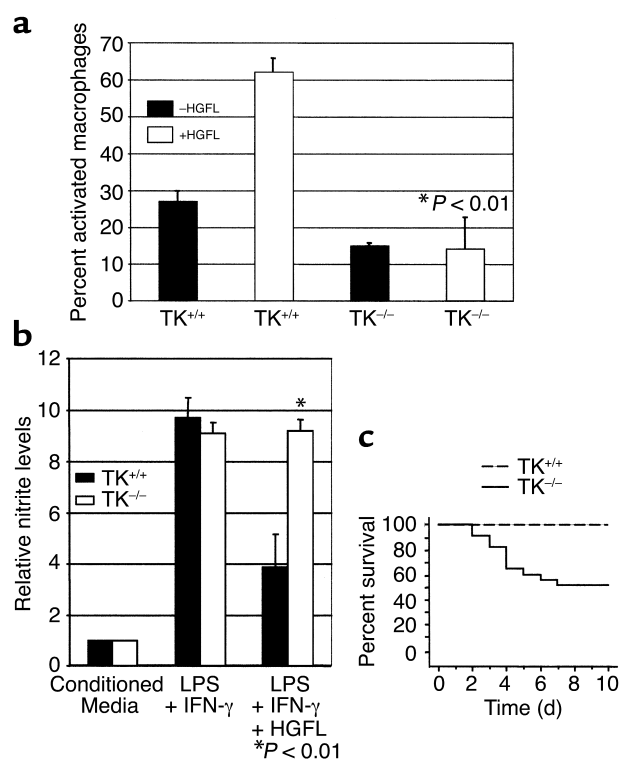 a
Percent activated macrophages
70
60
50
40
30
20
10
0
–HGFL
+HGFL
*P < 0.01
TK+/+ TK+/+ TK–/– TK–/–
b
Relative nitrite levels
12
10
8
6
4
2
0
TK+/+
TK–/–
*
Conditioned
Media
LPS
+ IFN-γ
LPS
+ IFN-γ
+ HGFL
*P < 0.01
c
TK+/+
TK–/–
Percent survival
100
80
60
40
20
0
0 2 4 6 8 10
Time (d)